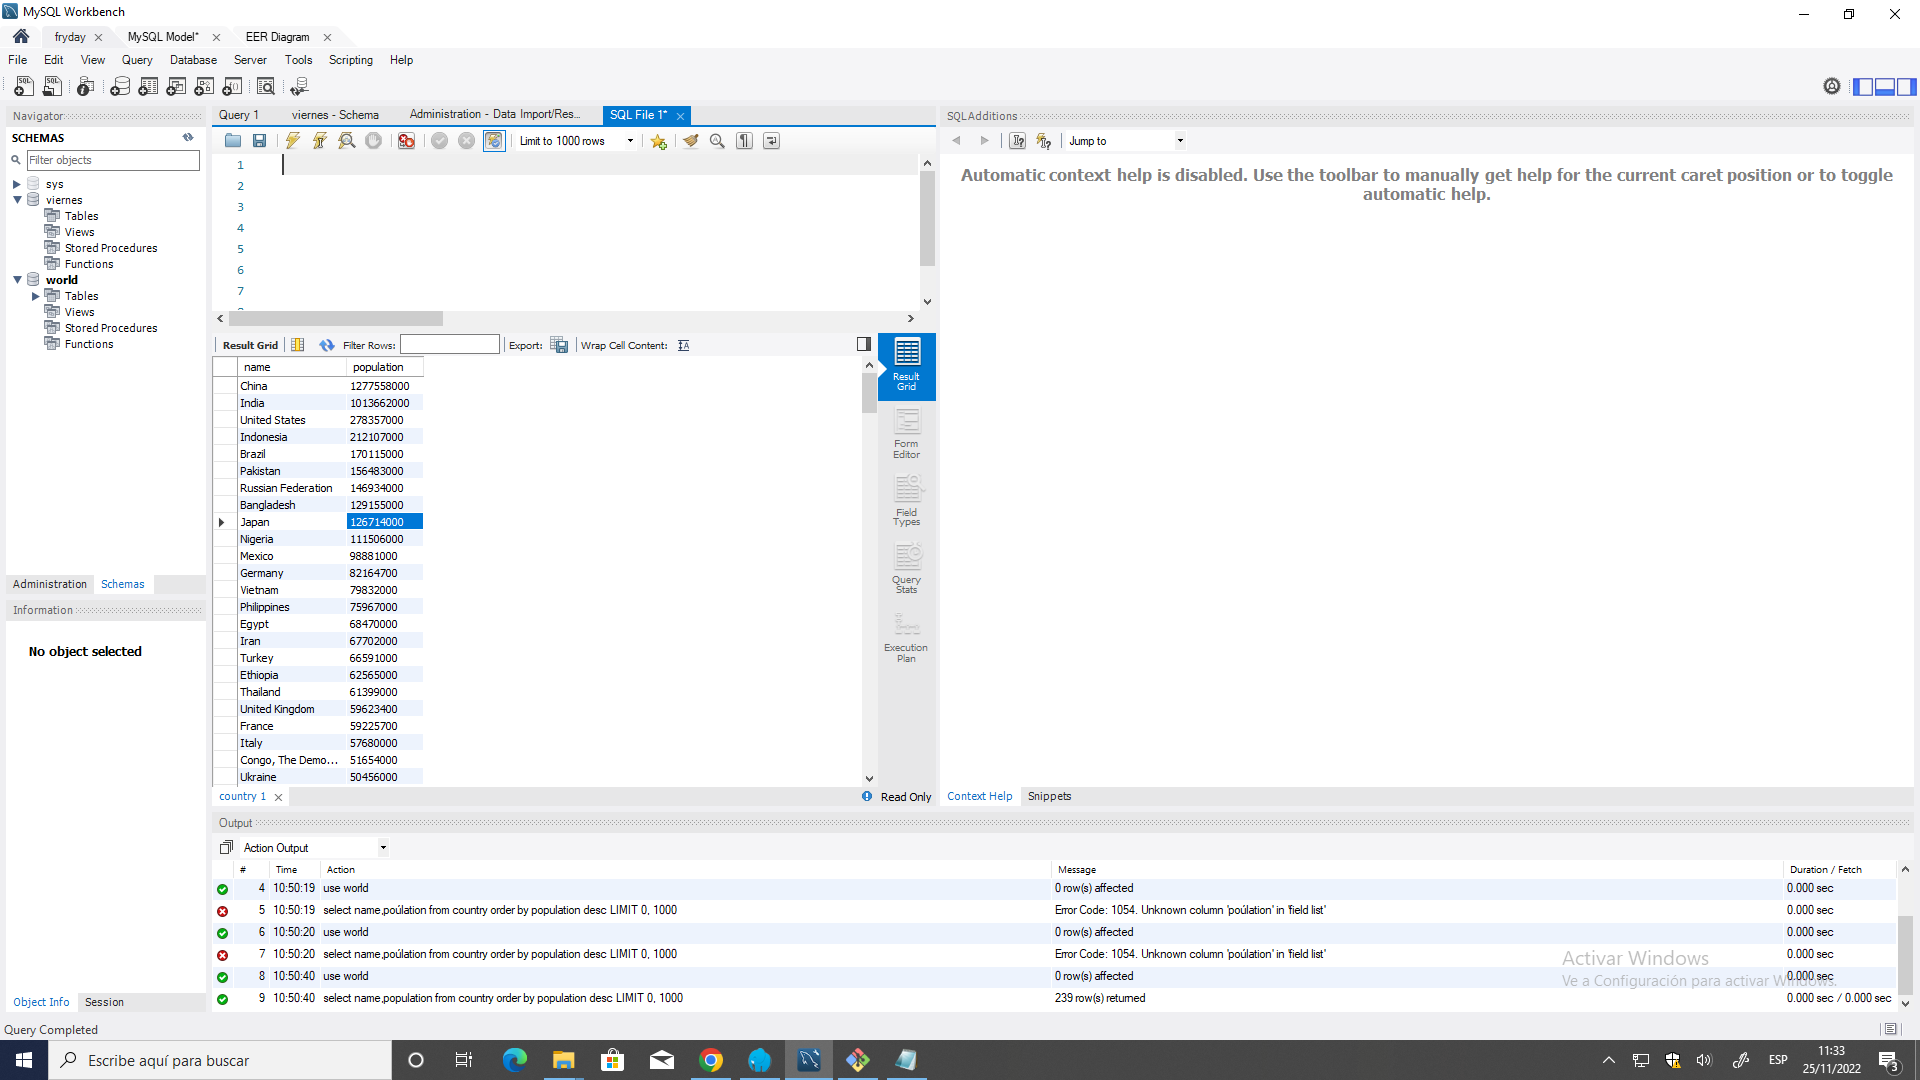 MySQL Workbench
fryday
MySQL Model*
EER Diagram
File Edit View Query Database Server Tools Scripting Help
Navigator
SCHEMAS
Filter objects
sys
viernes
Tables
Views
Stored Procedures
Functions
world
Tables
Views
Stored Procedures
Functions
Administration Schemas
Information
No object selected
Object Info Session
Query 1
viernes - Schema
Administration - Data Import/Res...
SQL File 1*
Limit to 1000 rows
1
2
3
4
5
6
7
Result Grid
Filter Rows:
Export:
Wrap Cell Content:
name population
China 1277558000
India 1013662000
United States 278357000
Indonesia 212107000
Brazil 170115000
Pakistan 156483000
Russian Federation 146934000
Bangladesh 129155000
Japan 126714000
Nigeria 111506000
Mexico 98881000
Germany 82164700
Vietnam 79832000
Philippines 75967000
Egypt 68470000
Iran 67702000
Turkey 66591000
Ethiopia 62565000
Thailand 61399000
United Kingdom 59623400
France 59225700
Italy 57680000
Congo, The Demo... 51654000
Ukraine 50456000
Result
Grid
Form
Editor
Field
Types
Query
Stats
Execution
Plan
country 1
Read Only
SQLAdditions
Jump to
Automatic context help is disabled. Use the toolbar to manually get help for the current caret position or to toggle
automatic help.
Context Help Snippets
Output
Action Output
# Time Action Message Duration / Fetch
4 10:50:19 use world 0 row(s) affected 0.000 sec
5 10:50:19 select name,poúlation from country order by population desc LIMIT 0, 1000 Error Code: 1054. Unknown column 'poúlation' in 'field list' 0.000 sec
6 10:50:20 use world 0 row(s) affected 0.000 sec
7 10:50:20 select name,poúlation from country order by population desc LIMIT 0, 1000 Error Code: 1054. Unknown column 'poúlation' in 'field list' 0.000 sec
8 10:50:40 use world 0 row(s) affected 0.000 sec
9 10:50:40 select name,population from country order by population desc LIMIT 0, 1000 239 row(s) returned 0.000 sec / 0.000 sec
Activar Windows
Ve a Configuración para activar Windows.
Query Completed
Escribe aquí para buscar
ESP
11:33
25/11/2022
3